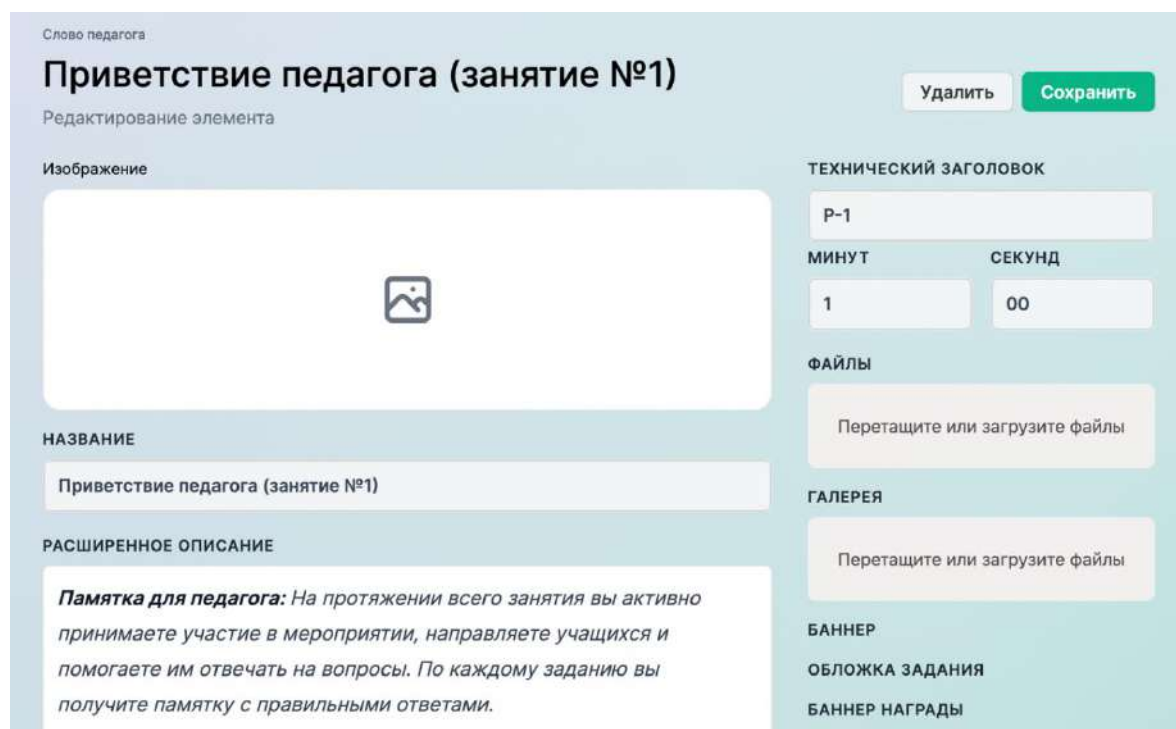 Слово педагога
Приветствие педагога (занятие №1)
Редактирование элемента
Удалить
Сохранить
Изображение
НАЗВАНИЕ
Приветствие педагога (занятие №1)
РАСШИРЕННОЕ ОПИСАНИЕ
Памятка для педагога: На протяжении всего занятия вы активно
принимаете участие в мероприятии, направляете учащихся и
помогаете им отвечать на вопросы. По каждому заданию вы
получите памятку с правильными ответами.
ТЕХНИЧЕСКИЙ ЗАГОЛОВОК
P-1
МИНУТ
СЕКУНД
1
00
ФАЙЛЫ
Перетащите или загрузите файлы
ГАЛЕРЕЯ
Перетащите или загрузите файлы
БАННЕР
ОБЛОЖКА ЗАДАНИЯ
БАННЕР НАГРАДЫ